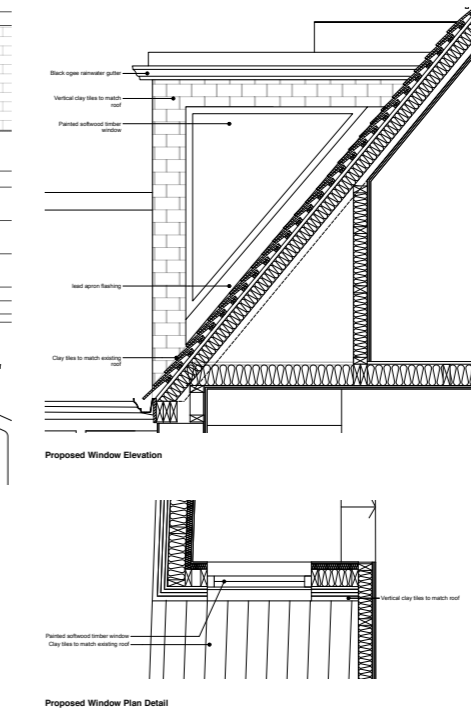 Black ogee rainwater gutter
Vertical clay tiles to match
roof
Painted softwood timber
window
lead apron flashing
Clay tiles to match existing
roof
Proposed Window Elevation
Vertical clay tiles to match roof
Painted softwood timber window
Clay tiles to match existing roof
Proposed Window Plan Detail